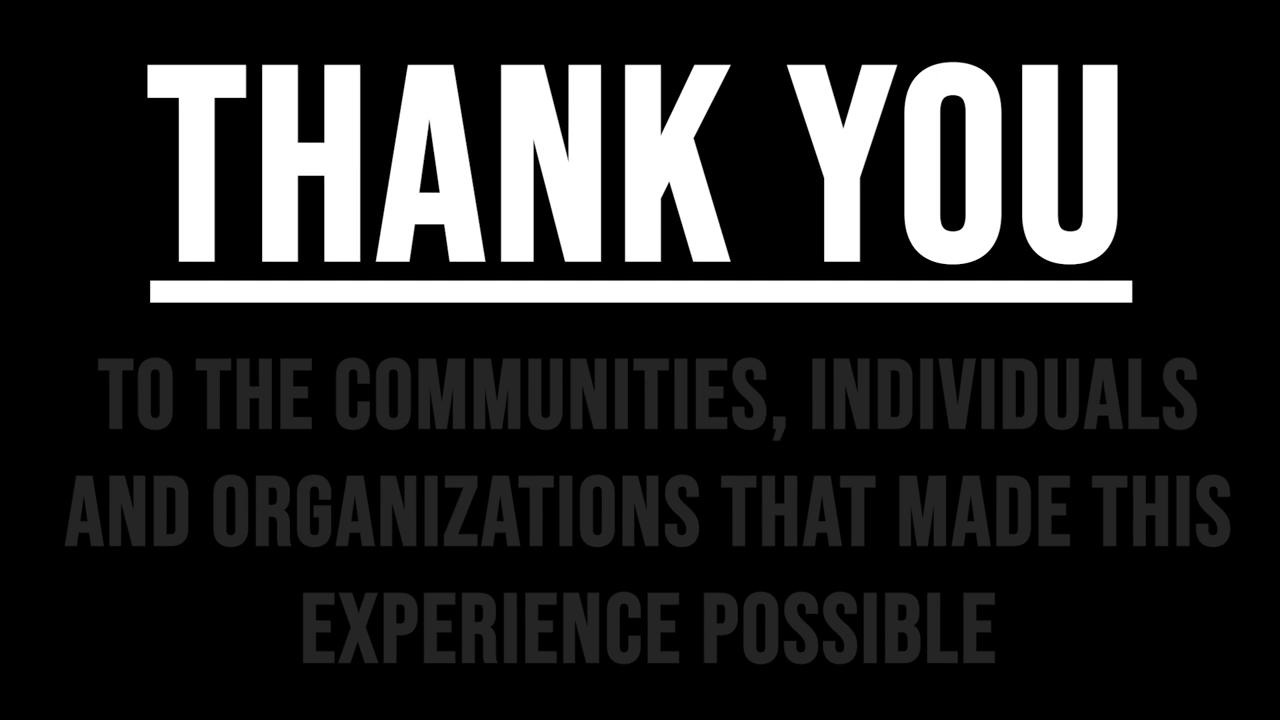 THANK YOU
TO THE COMMUNITIES, INDIVIDUALS
AND ORGANIZATIONS THAT MADE THIS
EXPERIENCE POSSIBLE